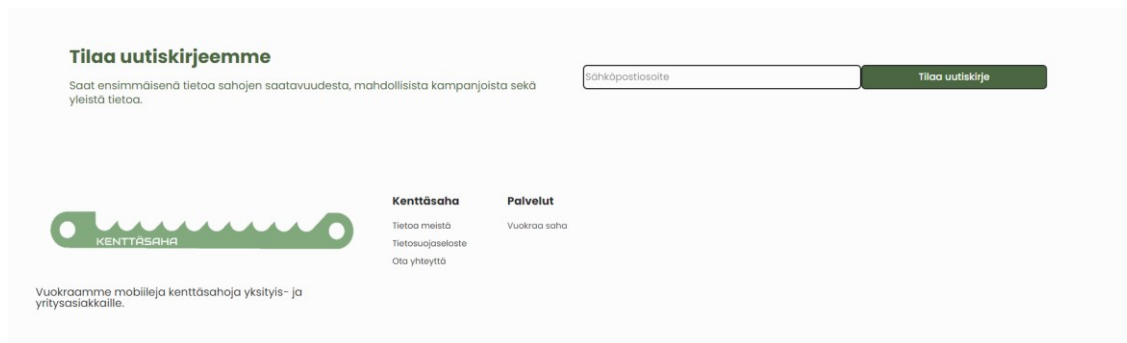 Tilaa uutiskirjeemme
Saat ensimmäisenä tietoa sahojen saatavuudesta, mahdollisista kampanjoista sekä
yleistä tietoa.
Sähköpostiosoite
Tilaa uutiskirje
KENTTÄSAHA
Vuokraamme mobiileja kenttäsahoja yksityis- ja
yritysasiakkaille.
Kenttäsaha
Tietoa meistä
Tietosuojaseloste
Ota yhteyttä
Palvelut
Vuokraa saha